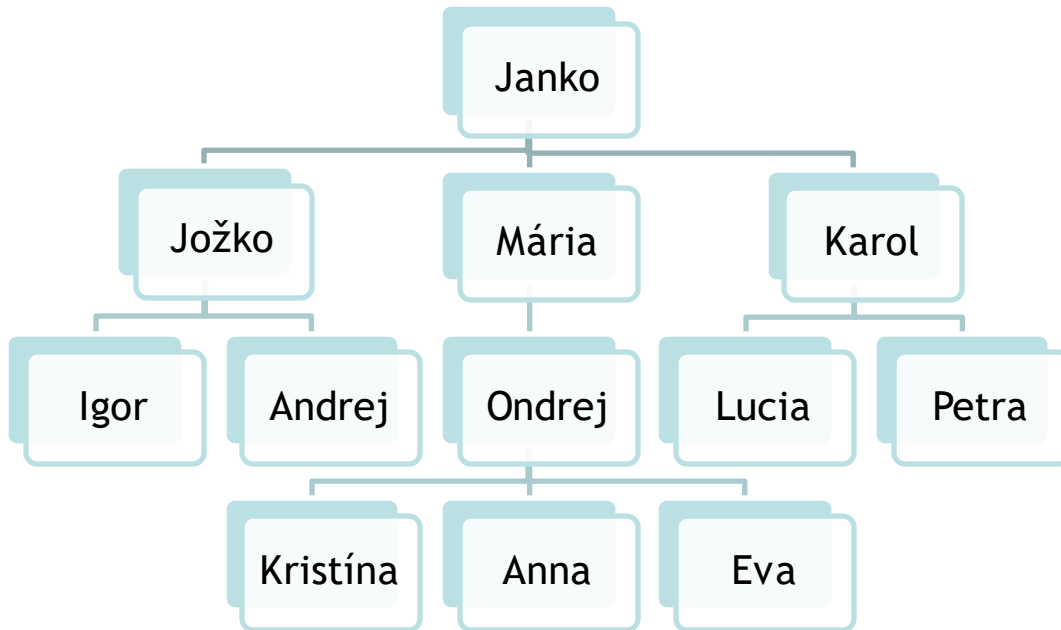 Janko
Jožko
Mária
Karol
Igor
Andrej
Ondrej
Lucia
Petra
Kristína
Anna
Eva